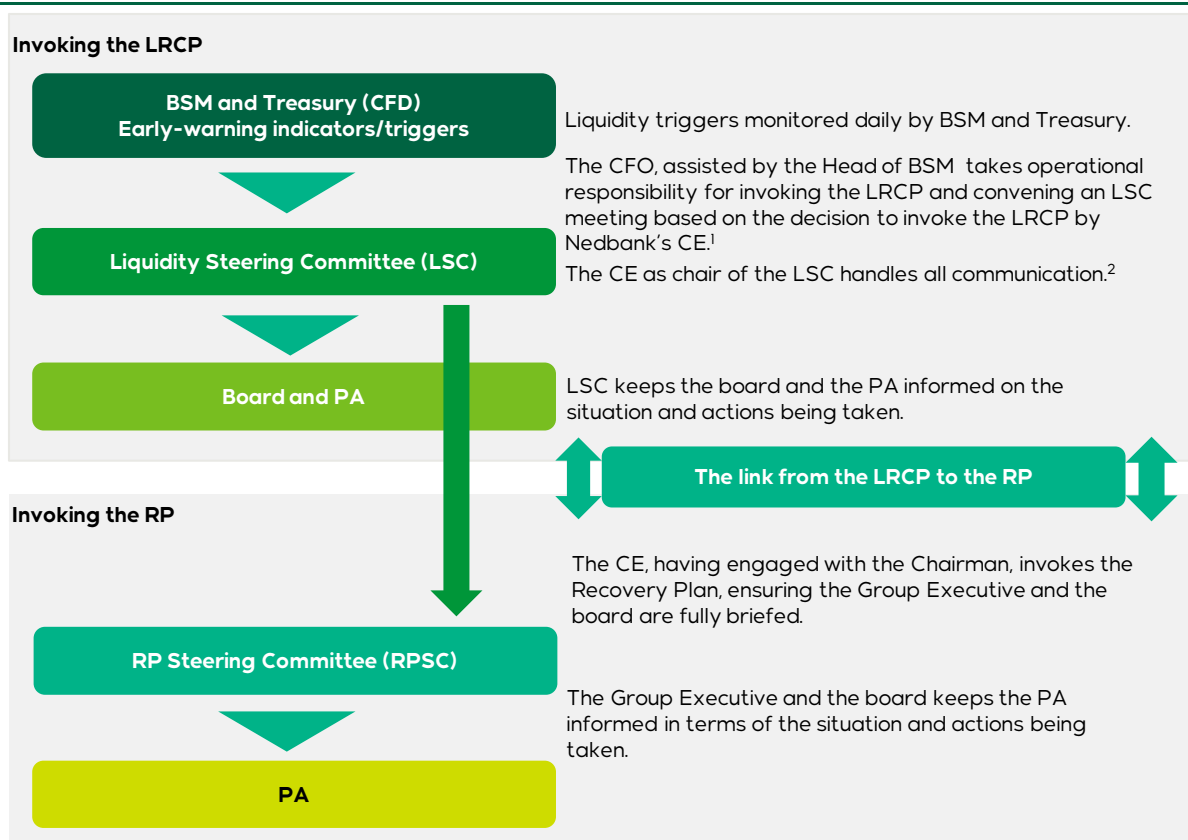 Invoking the LRCP
BSM and Treasury (CFD)
Early-warning indicators/triggers
Liquidity triggers monitored daily by BSM and Treasury.
The CFO, assisted by the Head of BSM takes operational
responsibility for invoking the LRCP and convening an LSC
meeting based on the decision to invoke the LRCP by
Nedbank's CE.¹
Liquidity Steering Committee (LSC)
The CE as chair of the LSC handles all communication.²
Board and PA
LSC keeps the board and the PA informed on the
situation and actions being taken.
The link from the LRCP to the RP
Invoking the RP
The CE, having engaged with the Chairman, invokes the
Recovery Plan, ensuring the Group Executive and the
board are fully briefed.
RP Steering Committee (RPSC)
The Group Executive and the board keeps the PA
informed in terms of the situation and actions being
taken.
PA